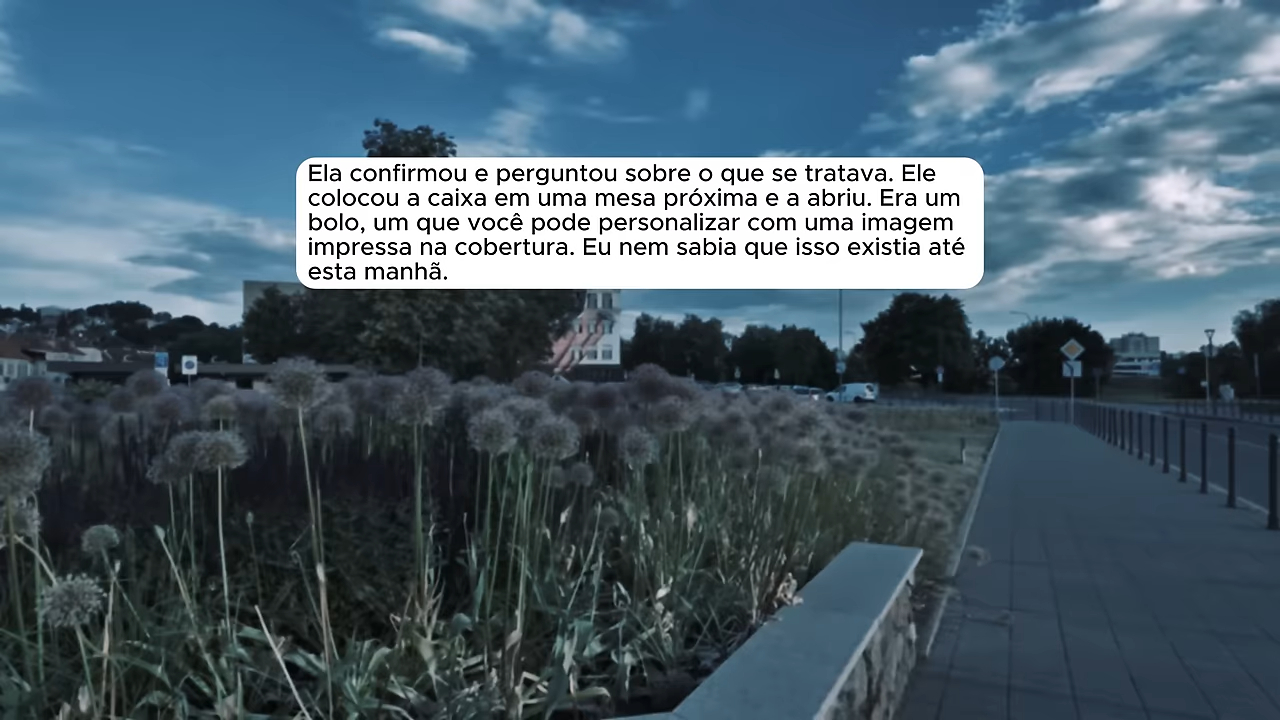 Ela confirmou e perguntou sobre o que se tratava. Ele
colocou a caixa em uma mesa próxima e a abriu. Era um
bolo, um que você pode personalizar com uma imagem
impressa na cobertura. Eu nem sabia que isso existia até
esta manhã.